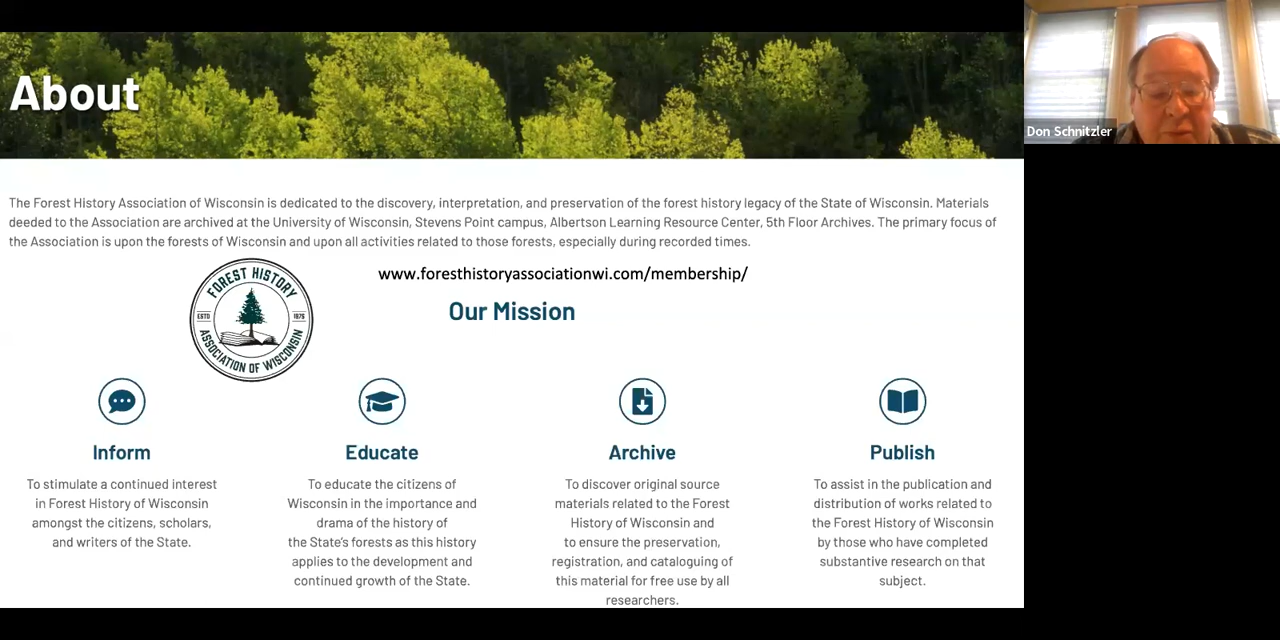 About
Don Schnitzler
The Forest History Association of Wisconsin is dedicated to the discovery, interpretation, and preservation of the forest history legacy of the State of Wisconsin. Materials
deeded to the Association are archived at the University of Wisconsin, Stevens Point campus, Albertson Learning Resource Center, 5th Floor Archives. The primary focus of
the Association is upon the forests of Wisconsin and upon all activities related to those forests, especially during recorded times.
FOREST HISTORY
ESTD 1975
ASSOCIATION OF WISCONSIN
www.foresthistoryassociationwi.com/membership/
Our Mission
Inform
To stimulate a continued interest
in Forest History of Wisconsin
amongst the citizens, scholars,
and writers of the State.
Educate
To educate the citizens of
Wisconsin in the importance and
drama of the history of
the State's forests as this history
applies to the development and
continued growth of the State.
Archive
To discover original source
materials related to the Forest
History of Wisconsin and
to ensure the preservation,
registration, and cataloguing of
this material for free use by all
researchers.
Publish
To assist in the publication and
distribution of works related to
the Forest History of Wisconsin
by those who have completed
substantive research on that
subject.